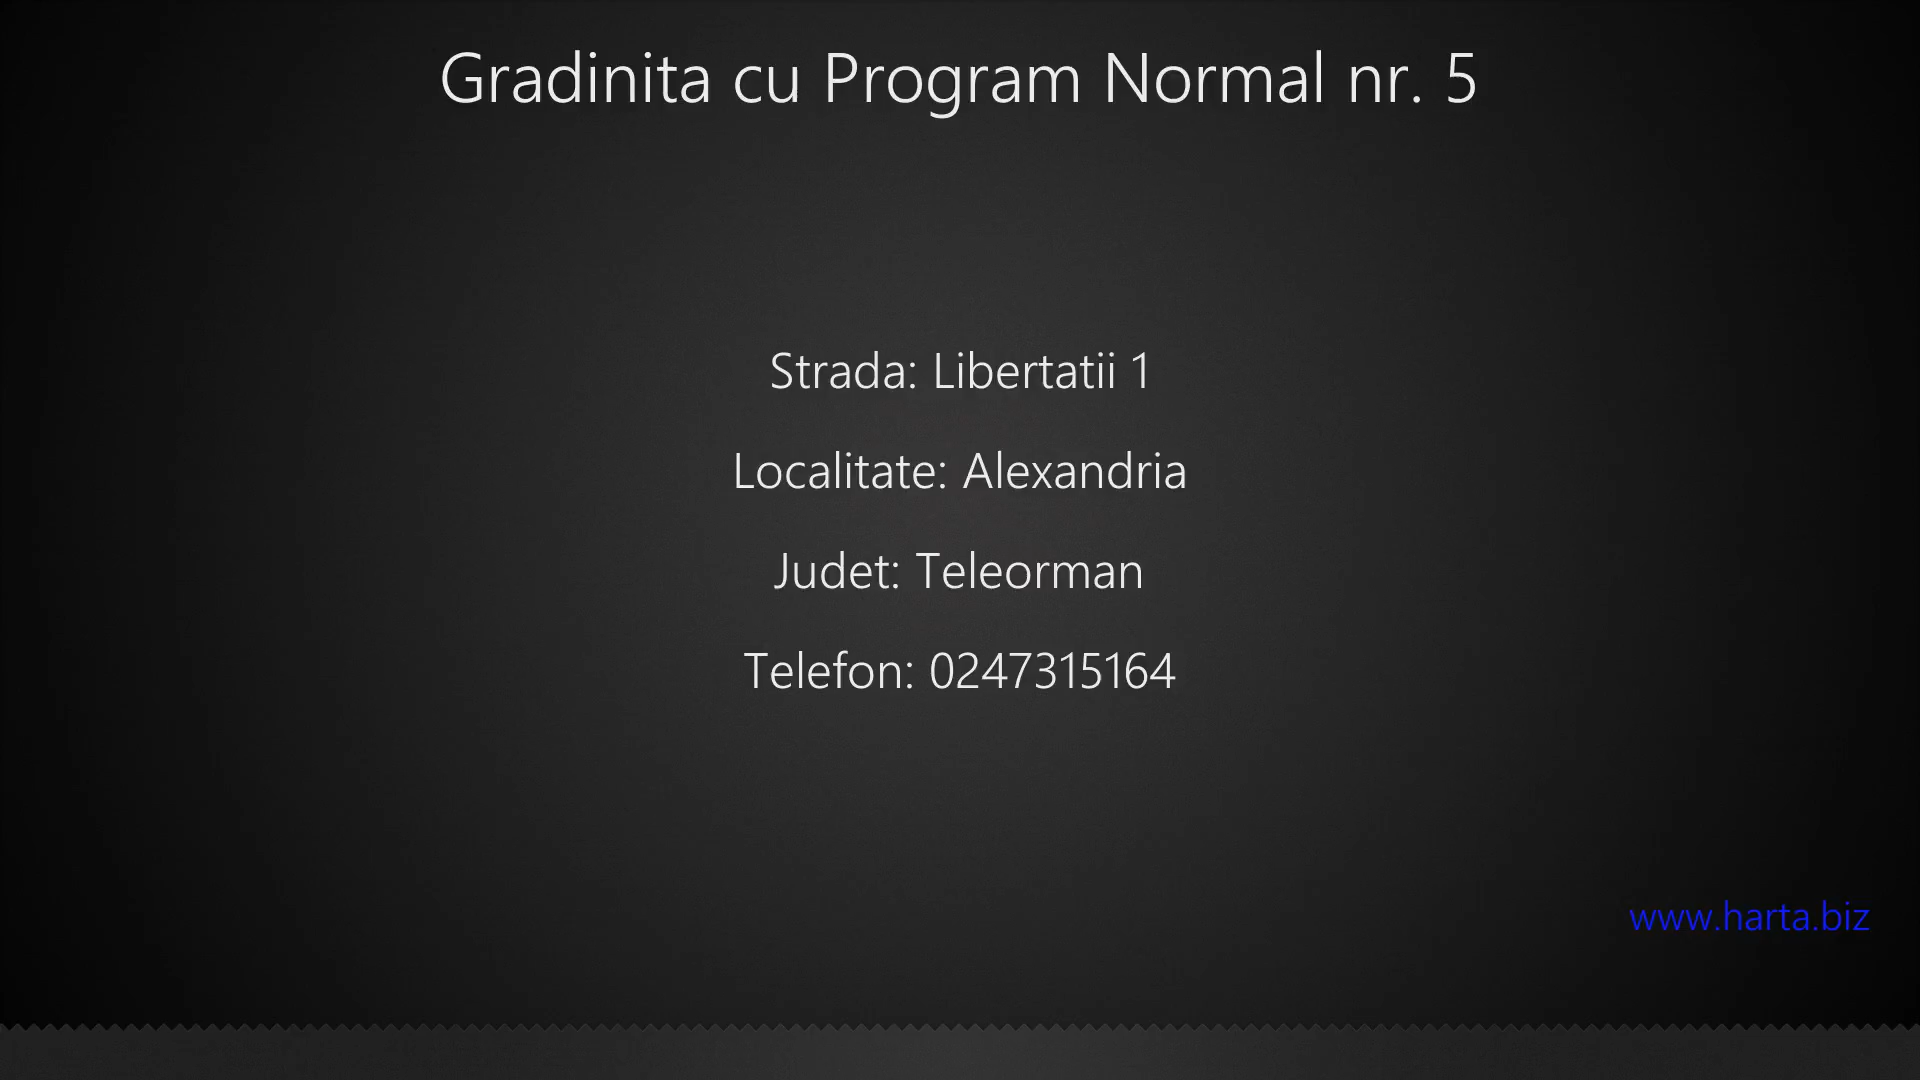 Gradinita cu Program Normal nr. 5
Strada: Libertatii 1
Localitate: Alexandria
Judet: Teleorman
Telefon: 0247315164
www.harta.biz